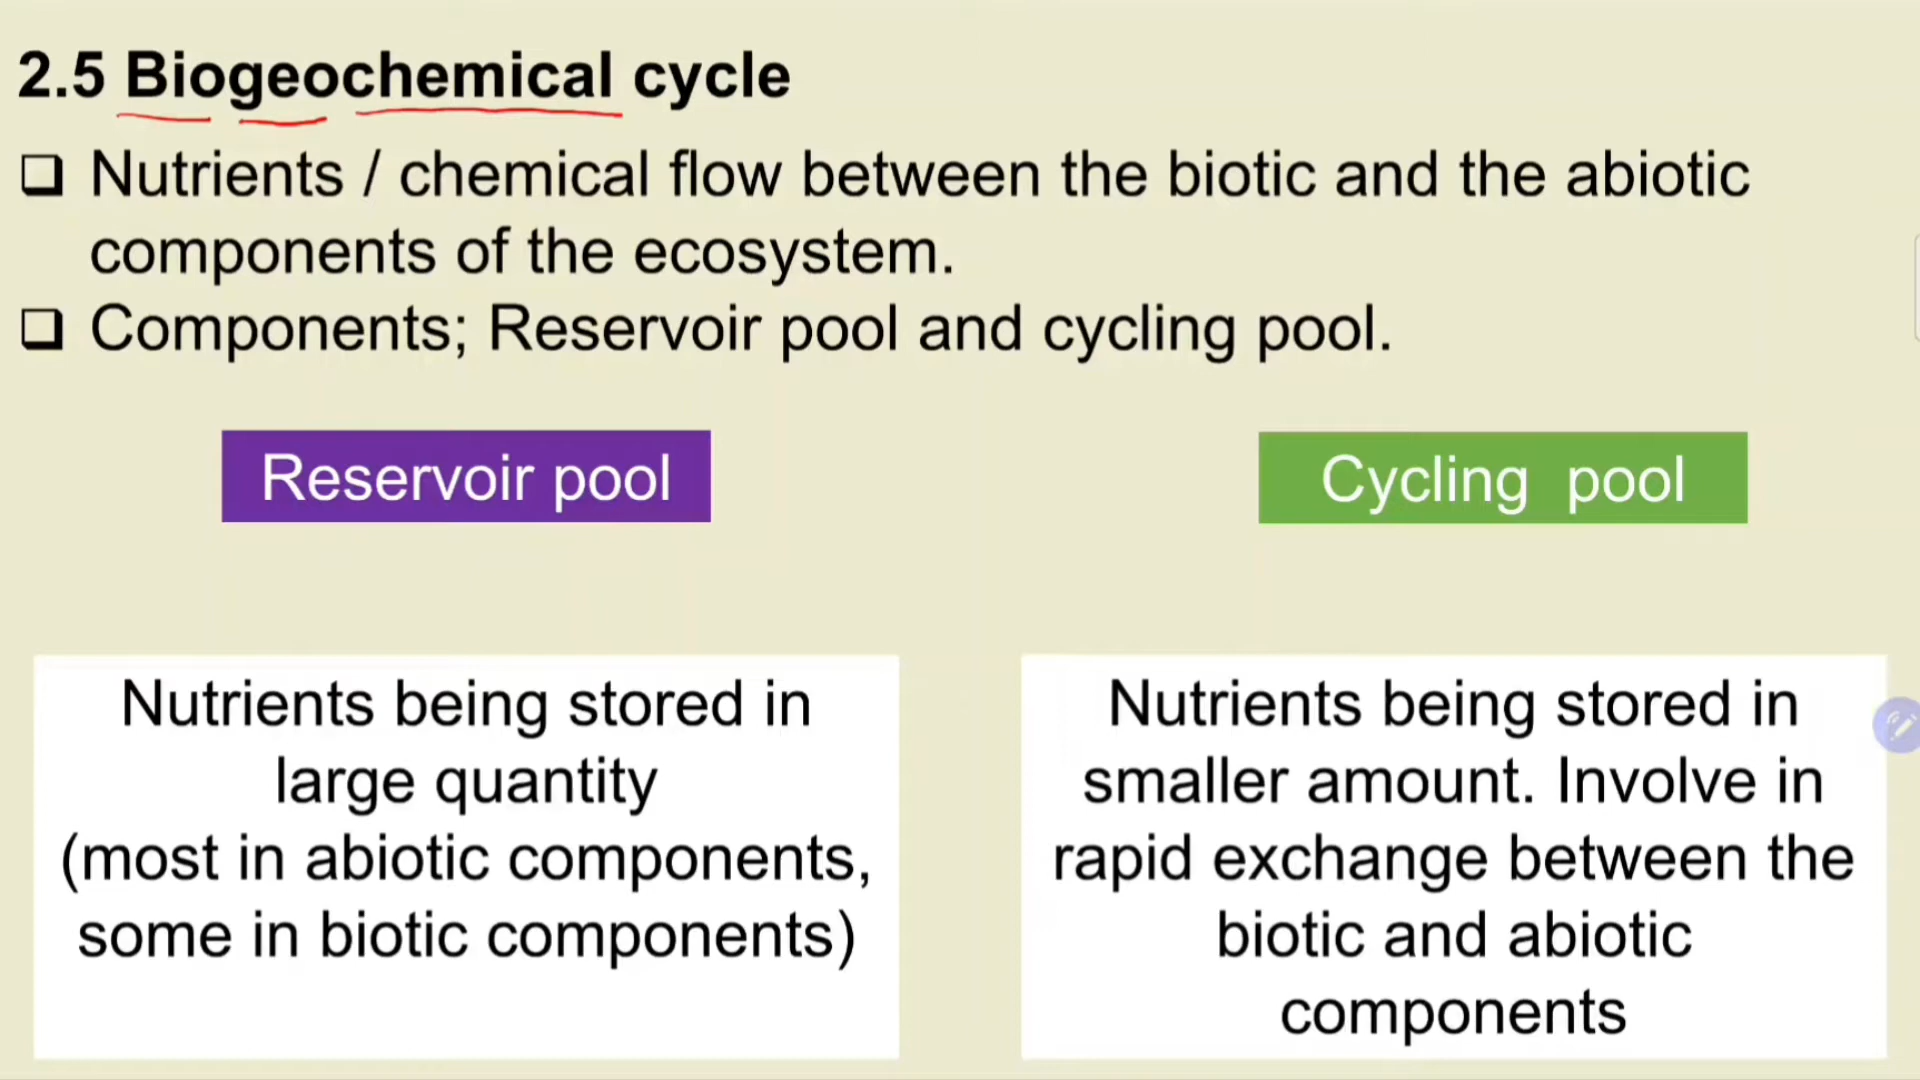 2.5 Biogeochemical cycle
❑ Nutrients / chemical flow between the biotic and the abiotic
components of the ecosystem.
❑ Components; Reservoir pool and cycling pool.
Reservoir pool
Nutrients being stored in
large quantity
(most in abiotic components,
some in biotic components)
Cycling pool
Nutrients being stored in
smaller amount. Involve in
rapid exchange between the
biotic and abiotic
components